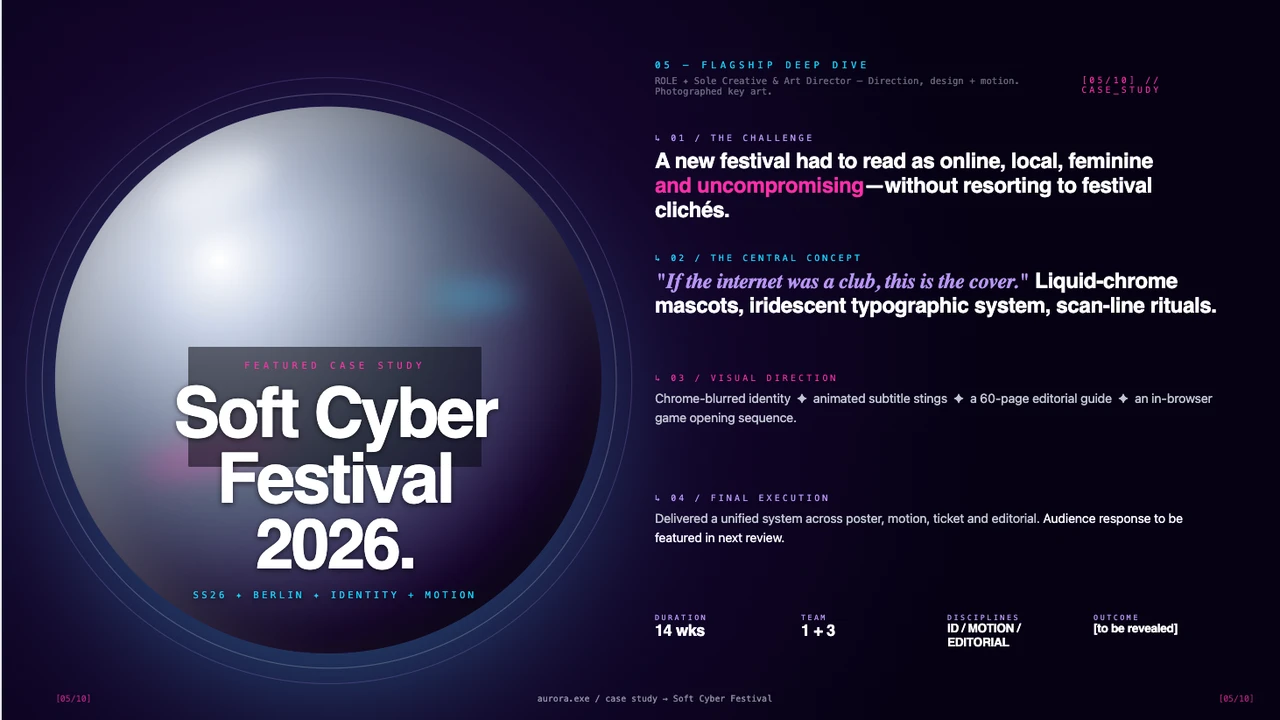 FEATURED CASE STUDY
Soft Cyber
Festival
2026.
SS26 ✦ BERLIN ✦ IDENTITY + MOTION
05 — FLAGSHIP DEEP DIVE
ROLE ✦ Sole Creative & Art Director — Direction, design + motion.
Photographed key art.
[05/10] //
CASE_STUDY
↳ 01 / THE CHALLENGE
A new festival had to read as online, local, feminine
and uncompromising—without resorting to festival
clichés.
↳ 02 / THE CENTRAL CONCEPT
"If the internet was a club, this is the cover." Liquid-chrome
mascots, iridescent typographic system, scan-line rituals.
↳ 03 / VISUAL DIRECTION
Chrome-blurred identity ✦ animated subtitle stings ✦ a 60-page editorial guide ✦ an in-browser
game opening sequence.
↳ 04 / FINAL EXECUTION
Delivered a unified system across poster, motion, ticket and editorial. Audience response to be
featured in next review.
DURATION
14 wks
TEAM
1 + 3
DISCIPLINES
ID / MOTION /
EDITORIAL
OUTCOME
[to be revealed]
[05/10]
aurora.exe / case study → Soft Cyber Festival
[05/10]